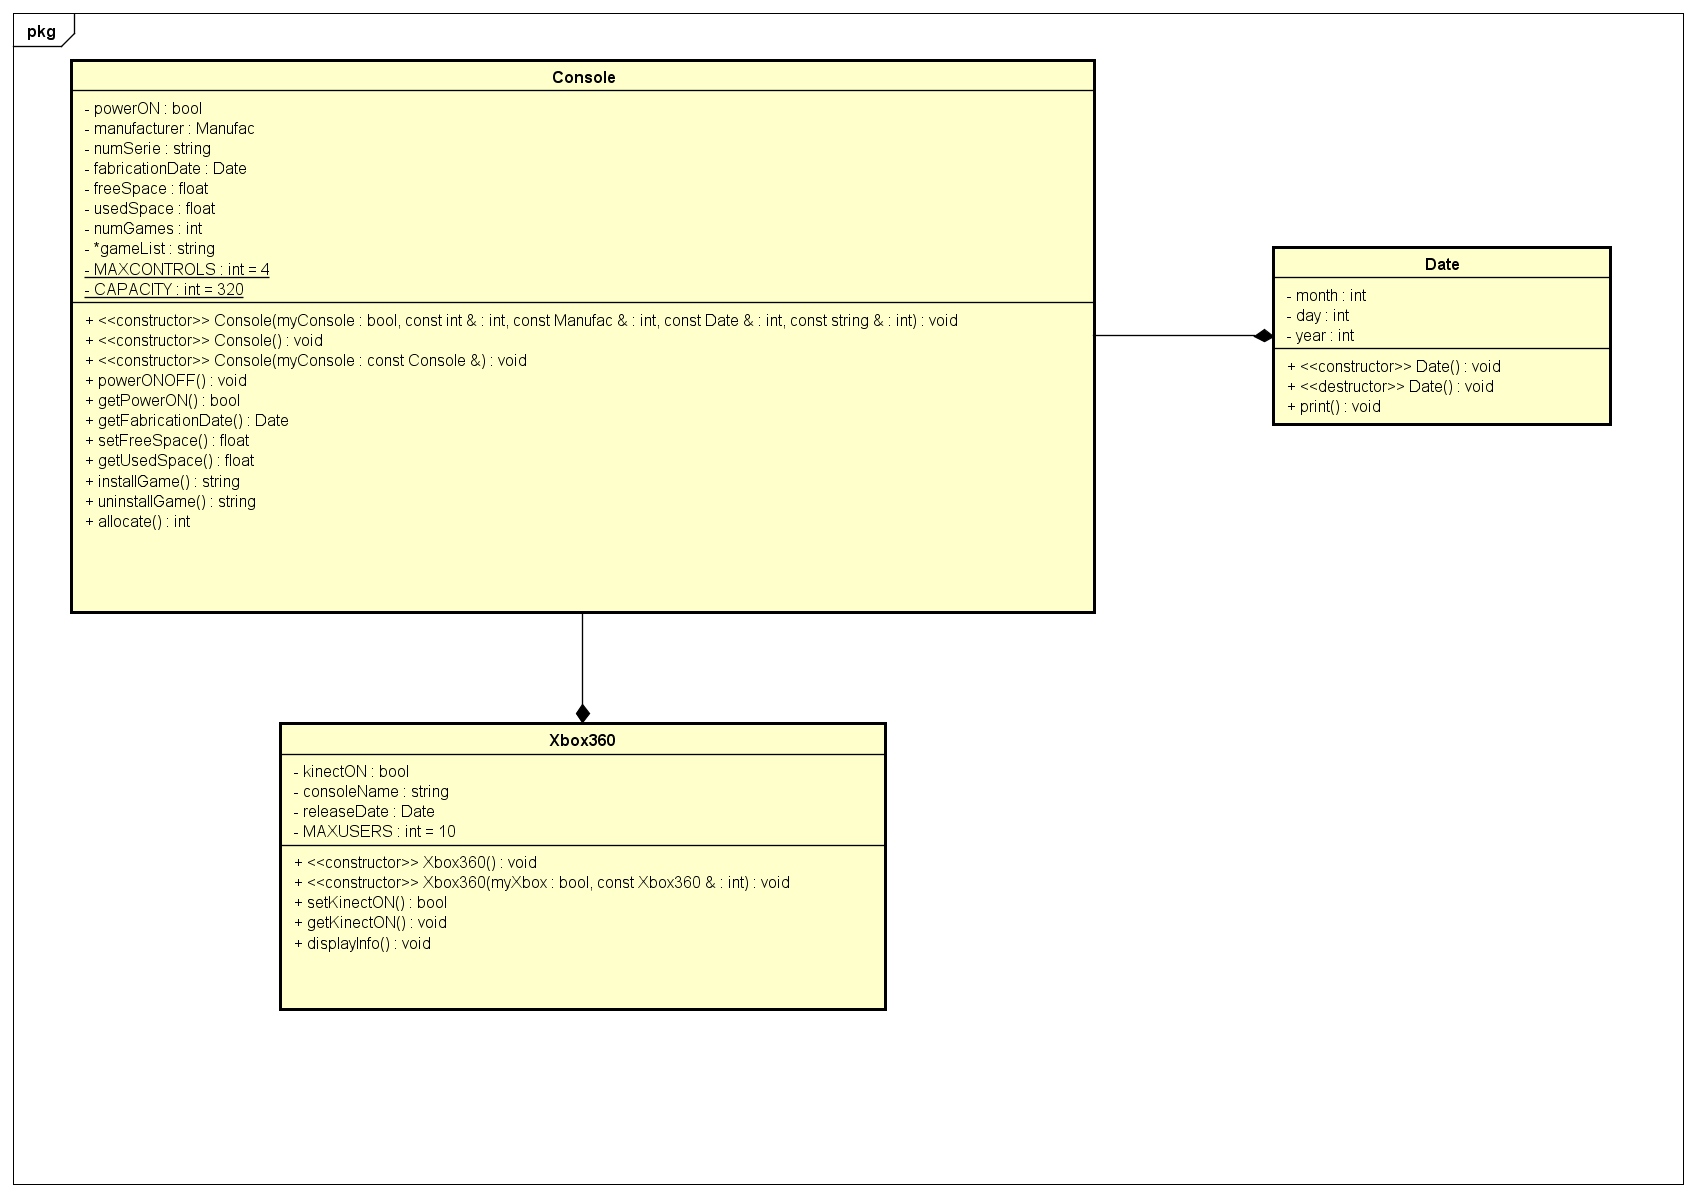 pkg
Console
- powerON : bool
- manufacturer : Manufac
- numSerie : string
- fabricationDate : Date
- freeSpace : float
- usedSpace : float
- numGames : int
- *gameList : string
- MAXCONTROLS : int = 4
- CAPACITY : int = 320
+ <<constructor>> Console(myConsole : bool, const int & : int, const Manufac & : int, const Date & : int, const string & : int) : void
+ <<constructor>> Console() : void
+ <<constructor>> Console(myConsole : const Console &) : void
+ powerONOFF() : void
+ getPowerON() : bool
+ getFabricationDate() : Date
+ setFreeSpace() : float
+ getUsedSpace() : float
+ installGame() : string
+ uninstallGame() : string
+ allocate() : int
Date
- month : int
- day : int
- year : int
+ <<constructor>> Date() : void
+ <<destructor>> Date() : void
+ print() : void
Xbox360
- kinectON : bool
- consoleName : string
- releaseDate : Date
- MAXUSERS : int = 10
+ <<constructor>> Xbox360() : void
+ <<constructor>> Xbox360(myXbox : bool, const Xbox360 & : int) : void
+ setKinectON() : bool
+ getKinectON() : void
+ displayInfo() : void